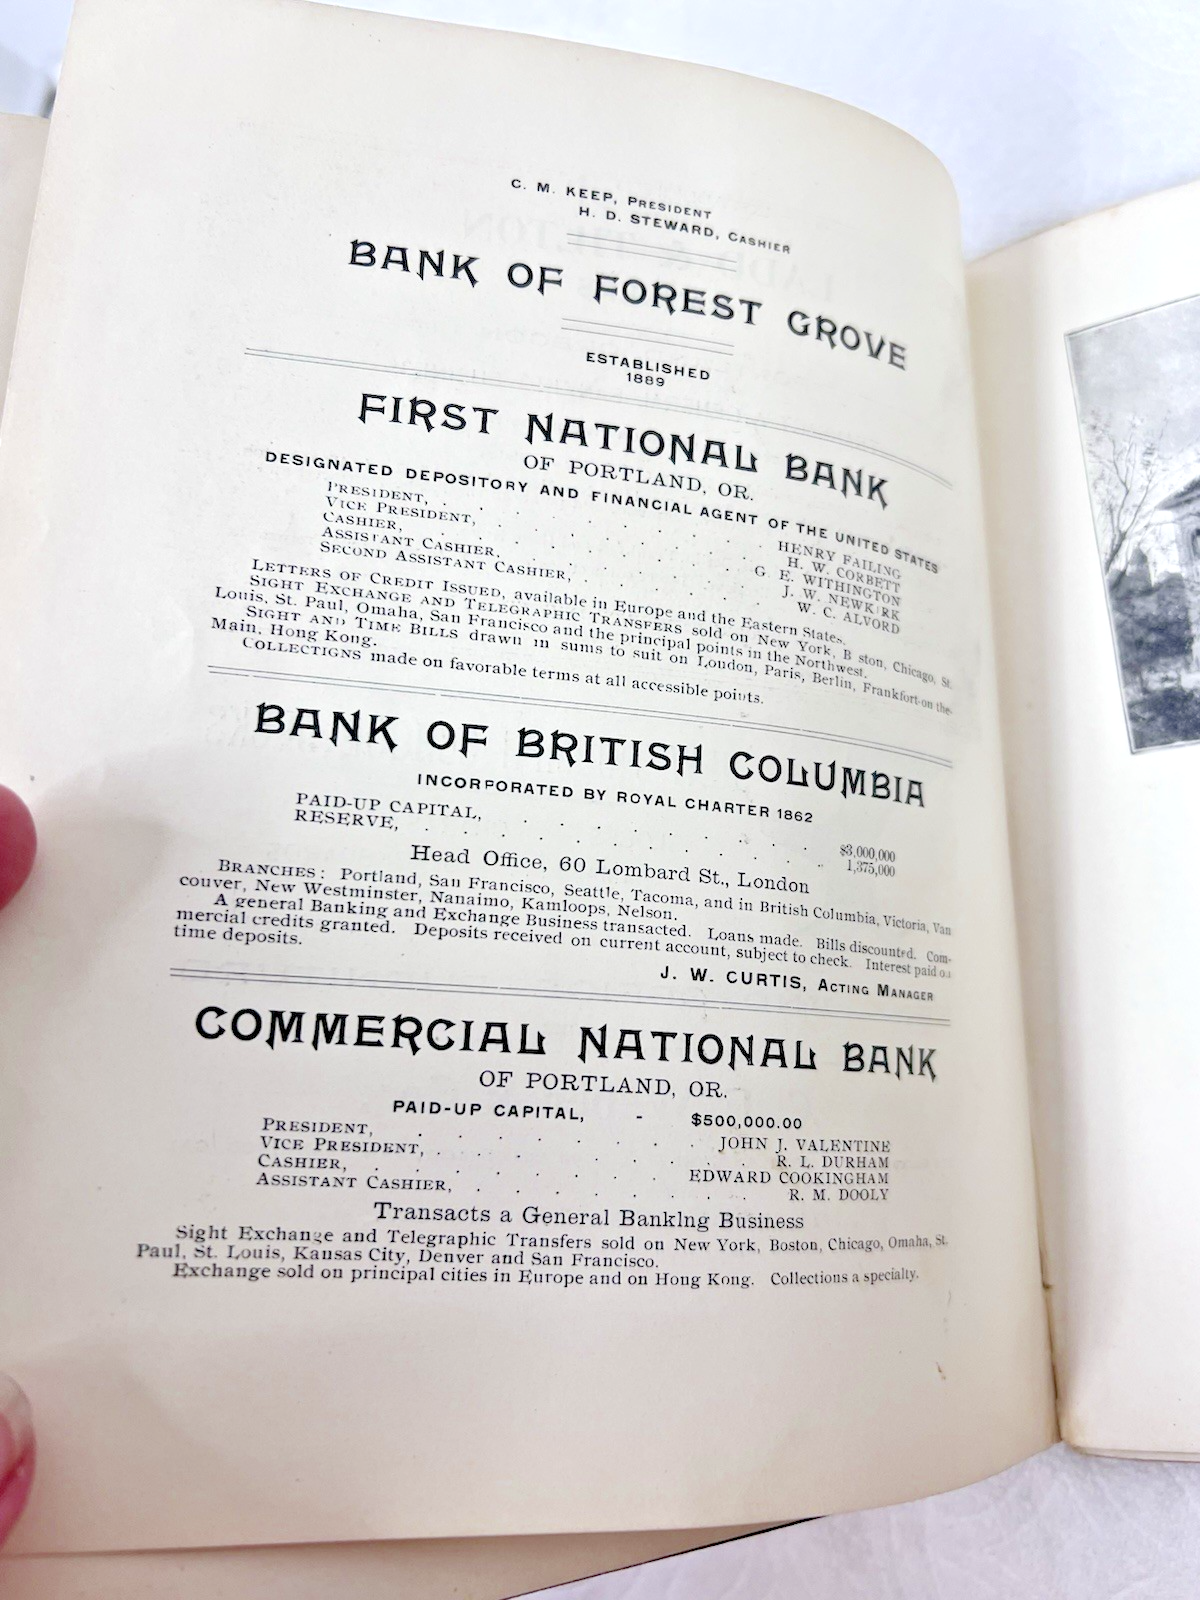 C. M. KEEP, PRESIDENT
H. D. STEWARD, CASHIER
BANK OF FOREST GROVE
ESTABLISHED
1889
FIRST NATIONAL BANK
OF PORTLAND, OR.
DESIGNATED DEPOSITORY AND FINANCIAL AGENT OF THE UNITED STATES
PRESIDENT, . . . . . . . . HENRY FAILING
VICE PRESIDENT, . . . . . . . . H. W. CORBETT
CASHIER, . . . . . . . . G. E. WITHINGTON
ASSISTANT CASHIER, . . . . . . . . J. W. NEWKIRK
SECOND ASSISTANT CASHIER, . . . . . . W. C. ALVORD
LETTERS OF CREDIT ISSUED, available in Europe and the Eastern States.
SIGHT EXCHANGE AND TELEGRAPHIC TRANSFERS sold on New York, B ston, Chicago, St.
Louis, St. Paul, Omaha, San Francisco and the principal points in the Northwest.
SIGHT AND TIME BILLS drawn in sums to suit on London, Paris, Berlin, Frankfort-on the-
Main, Hong Kong.
COLLECTIONS made on favorable terms at all accessible points.
BANK OF BRITISH COLUMBIA
INCORPORATED BY ROYAL CHARTER 1862
PAID-UP CAPITAL, . . . . . . . . $3,000,000
RESERVE, . . . . . . . . . 1,375,000
Head Office, 60 Lombard St., London
BRANCHES: Portland, San Francisco, Seattle, Tacoma, and in British Columbia, Victoria, Van
couver, New Westminster, Nanaimo, Kamloops, Nelson.
A general Banking and Exchange Business transacted. Loans made. Bills discounted. Com-
mercial credits granted. Deposits received on current account, subject to check. Interest paid on
time deposits.
J. W. CURTIS, ACTING MANAGER
COMMERCIAL NATIONAL BANK
OF PORTLAND, OR.
PAID-UP CAPITAL, - $500,000.00
PRESIDENT, . . . . . . . . JOHN J. VALENTINE
VICE PRESIDENT, . . . . . . . . R. L. DURHAM
CASHIER, . . . . . . . . EDWARD COOKINGHAM
ASSISTANT CASHIER, . . . . . . . . R. M. DOOLY
Transacts a General Banking Business
Sight Exchange and Telegraphic Transfers sold on New York, Boston, Chicago, Omaha, St.
Paul, St. Louis, Kansas City, Denver and San Francisco.
Exchange sold on principal cities in Europe and on Hong Kong. Collections a specialty.